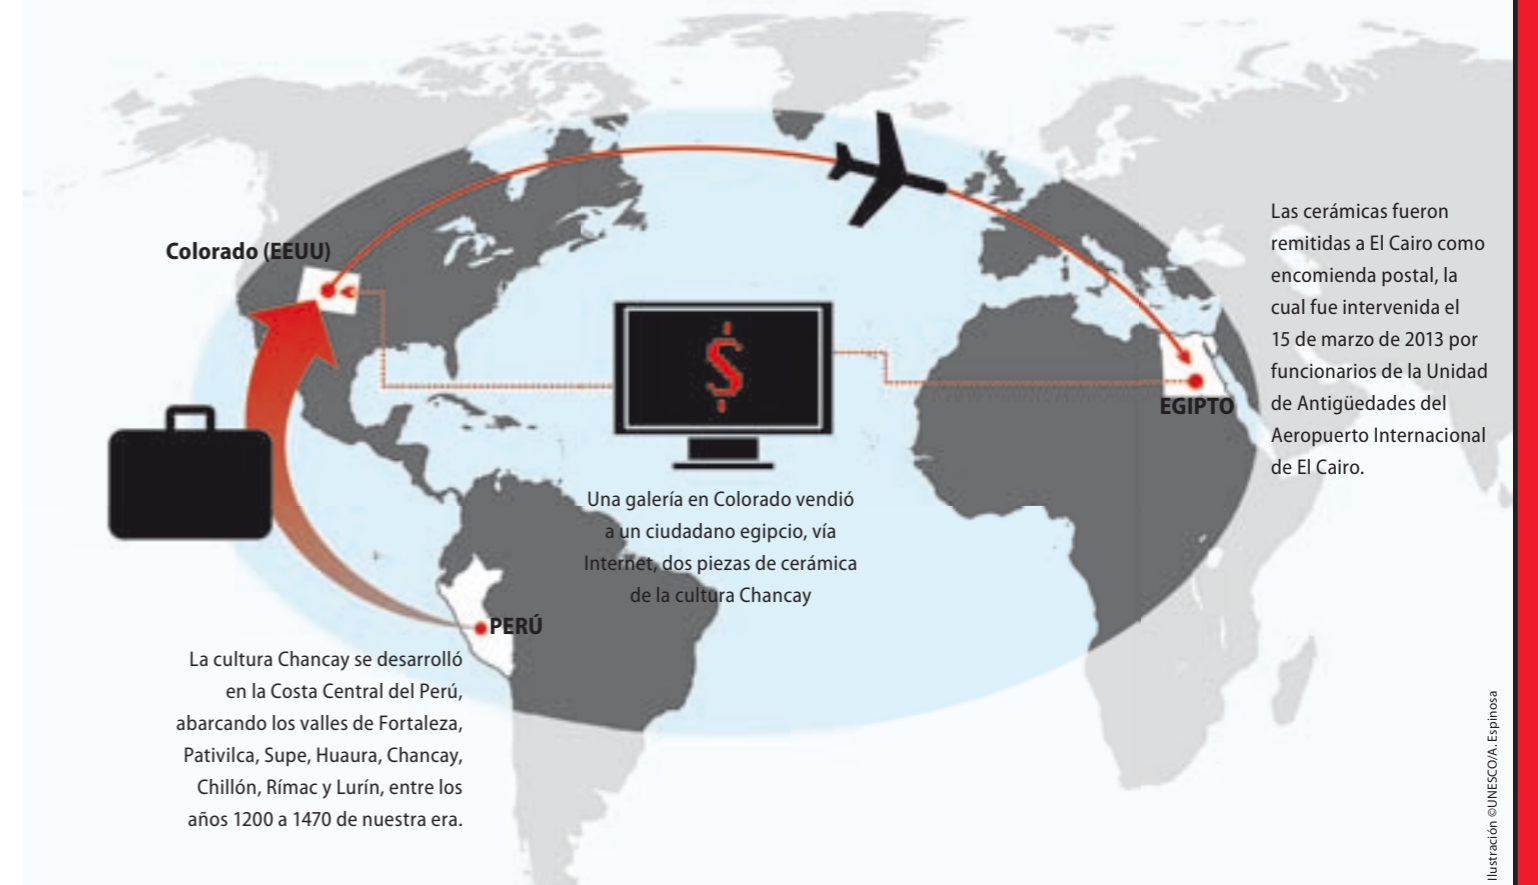 Colorado (EEUU)
Las cerámicas fueron
remitidas a El Cairo como
encomienda postal, la
cual fue intervenida el
15 de marzo de 2013 por
funcionarios de la Unidad
de Antigüedades del
Aeropuerto Internacional
de El Cairo.
$
EGIPTO
Una galería en Colorado vendió
a un ciudadano egipcio, vía
Internet, dos piezas de cerámica
de la cultura Chancay
PERÚ
La cultura Chancay se desarrolló
en la Costa Central del Perú,
abarcando los valles de Fortaleza,
Pativilca, Supe, Huaura, Chancay,
Chillón, Rímac y Lurín, entre los
años 1200 a 1470 de nuestra era.
Ilustración ©UNESCO/A. Espinosa